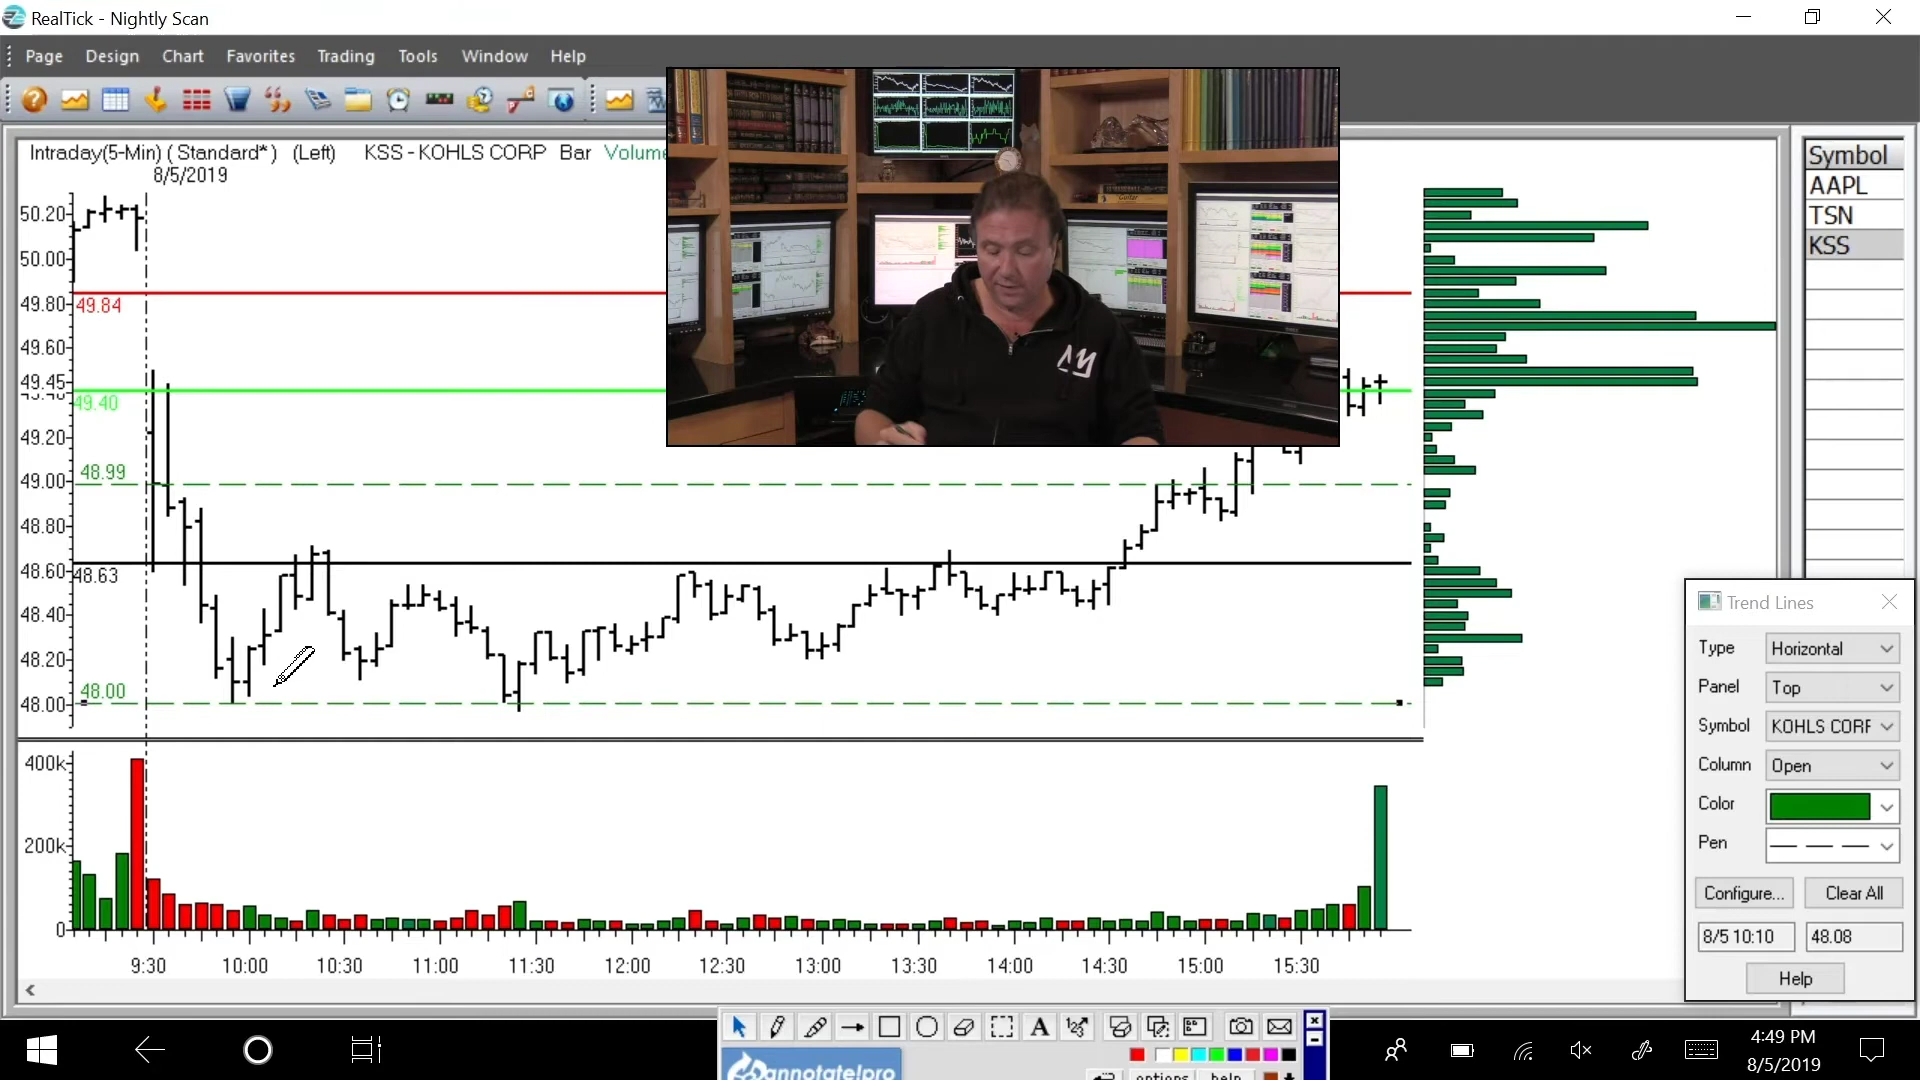 RealTick - Nightly Scan
Page Design Chart Favorites Trading Tools Window Help
Intraday(5-Min) ( Standard* ) (Left) KSS - KOHLS CORP Bar
8/5/2019
50.20
50.00
49.80
49.84
49.60
49.45
49.40
49.20
48.99
49.00
48.80
48.60
48.63
48.40
48.20
48.00
48.00
400k
200k
0
9:30 10:00 10:30 11:00 11:30 12:00 12:30 13:00 13:30 14:00 14:30 15:00 15:30
Symbol
AAPL
TSN
KSS
Trend Lines
Type Horizontal
Panel Top
Symbol
Column Open
Color
Pen
Configure... Clear All
8/5 10:10 48.08
Help
A
annotate!pro
options help
4:49 PM
8/5/2019